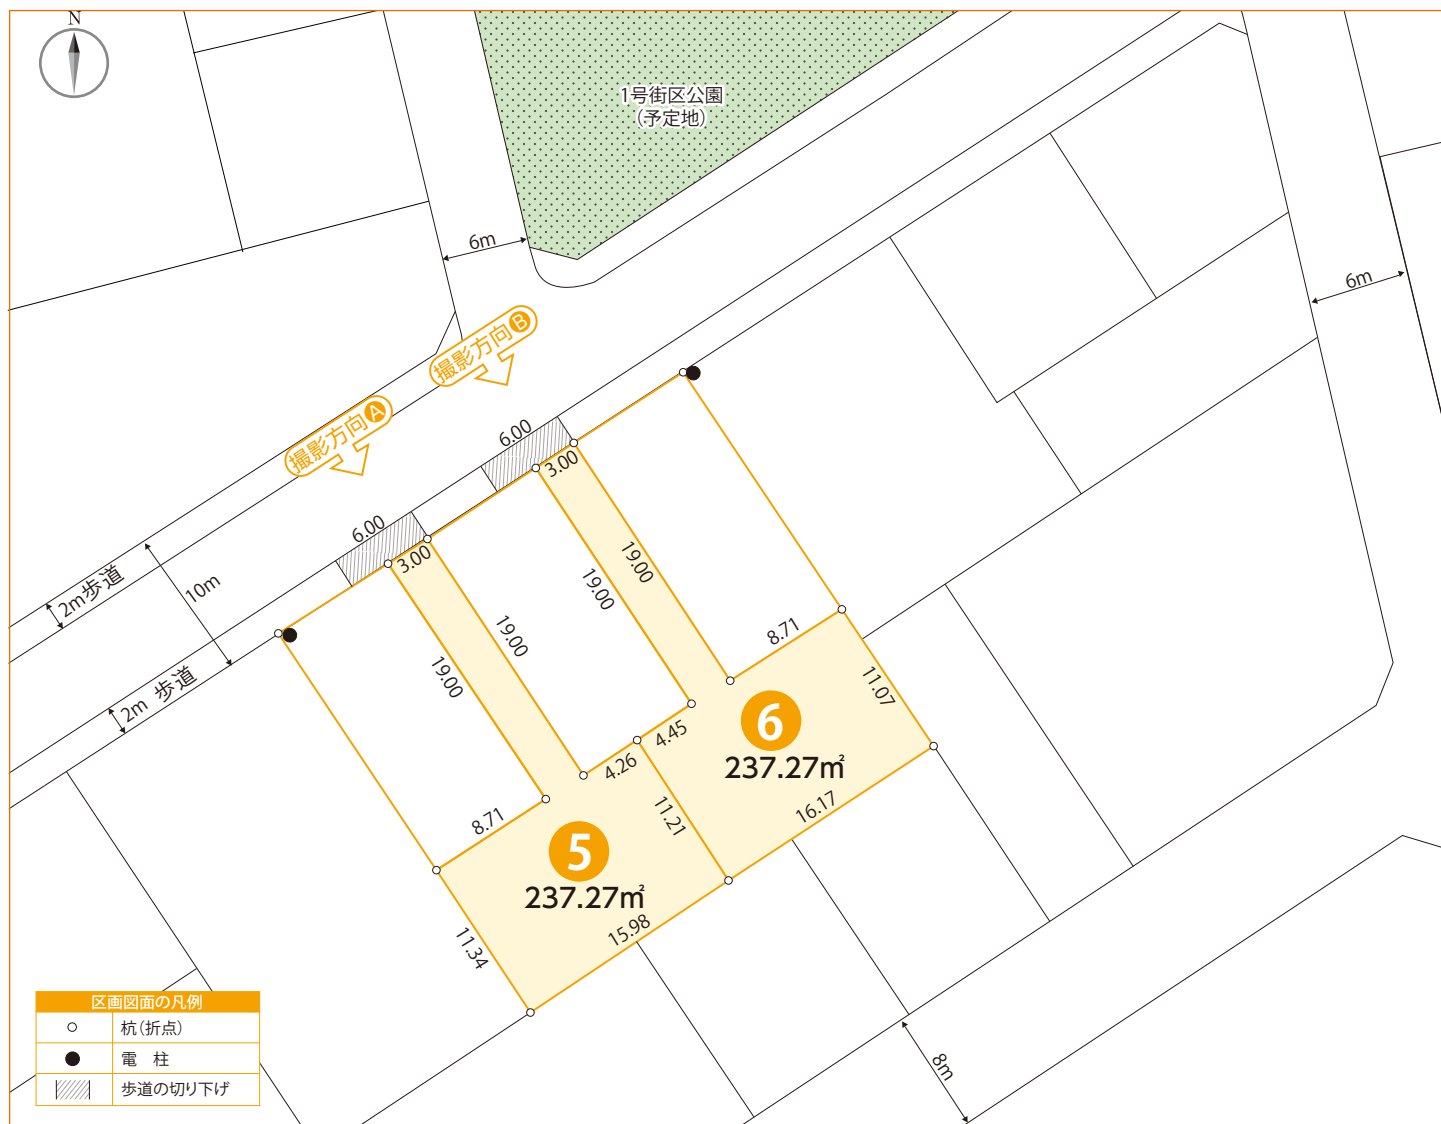 N
1号街区公園
(予定地)
6m
6m
撮影方向B
撮影方向A
6.00
3.00
6.00
3.00
19.00
19.00
19.00
19.00
2m歩道
10m
2m 歩道
8.71
11.07
6
237.27㎡
4.45
4.26
16.17
11.21
8.71
5
237.27㎡
15.98
11.34
8m
区画図面の凡例
杭(折点)
電 柱
歩道の切り下げ